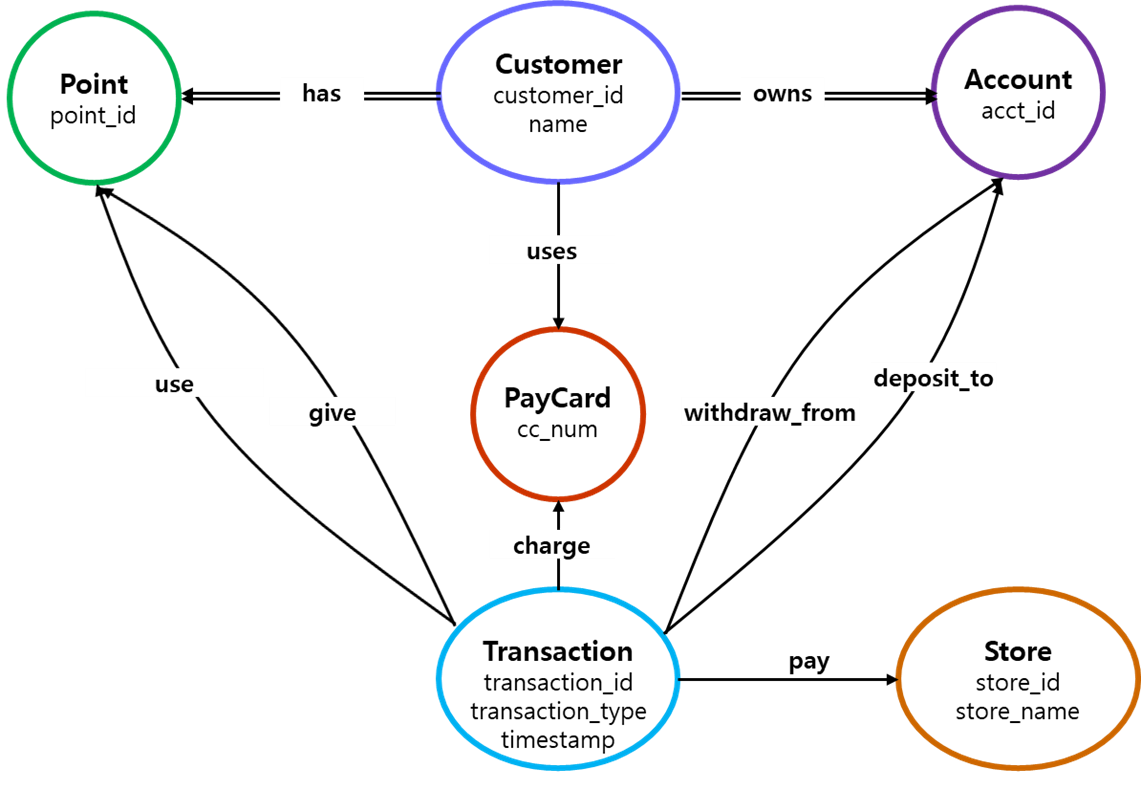 Point
point_id
has
Customer
customer_id
name
owns
Account
acct_id
uses
use
give
PayCard
cc_num
withdraw_from
deposit_to
charge
Transaction
transaction_id
transaction_type
timestamp
pay
Store
store_id
store_name